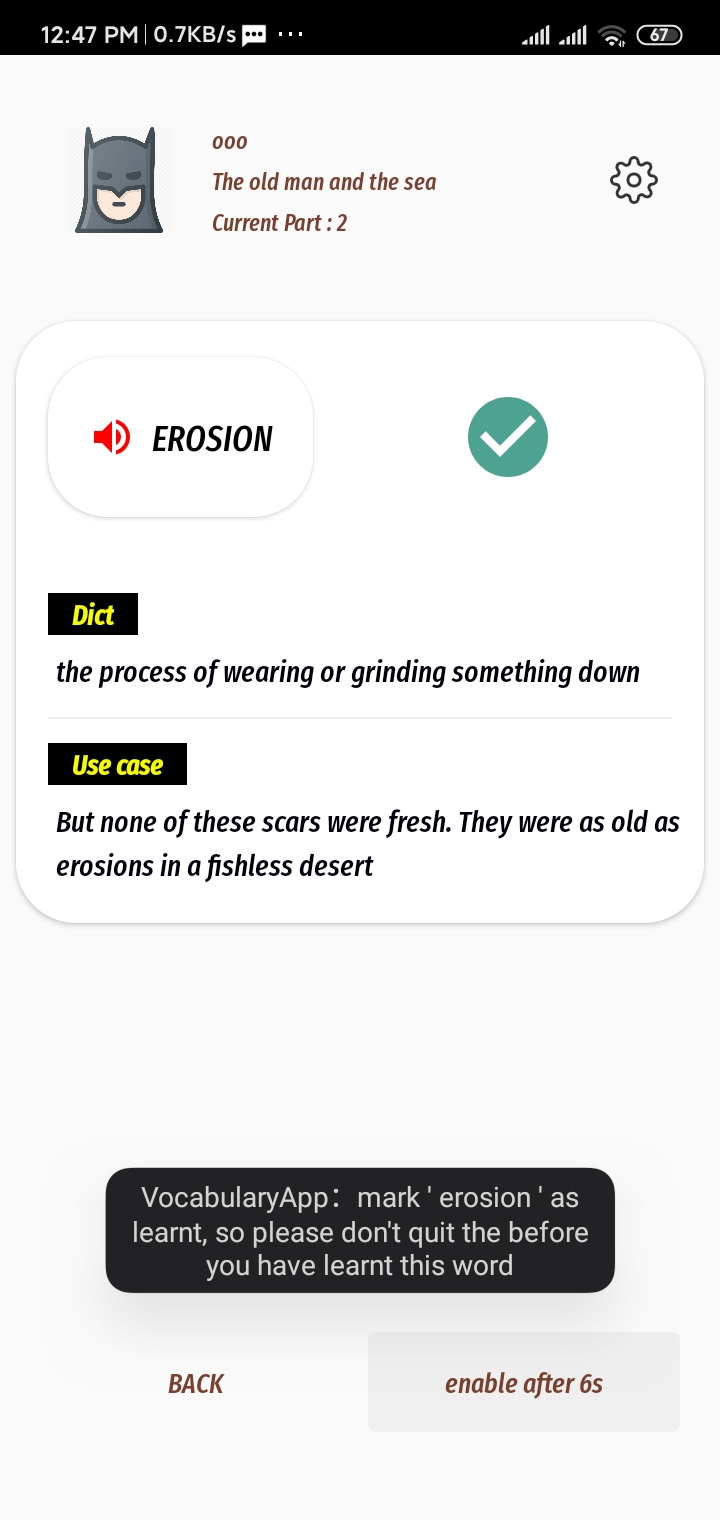 12:47 PM 0.7KB/s ... 67
ooo
The old man and the sea
Current Part : 2
EROSION
Dict
the process of wearing or grinding something down
Use case
But none of these scars were fresh. They were as old as
erosions in a fishless desert
VocabularyApp： mark ' erosion ' as
learnt, so please don't quit the before
you have learnt this word
BACK
enable after 6s